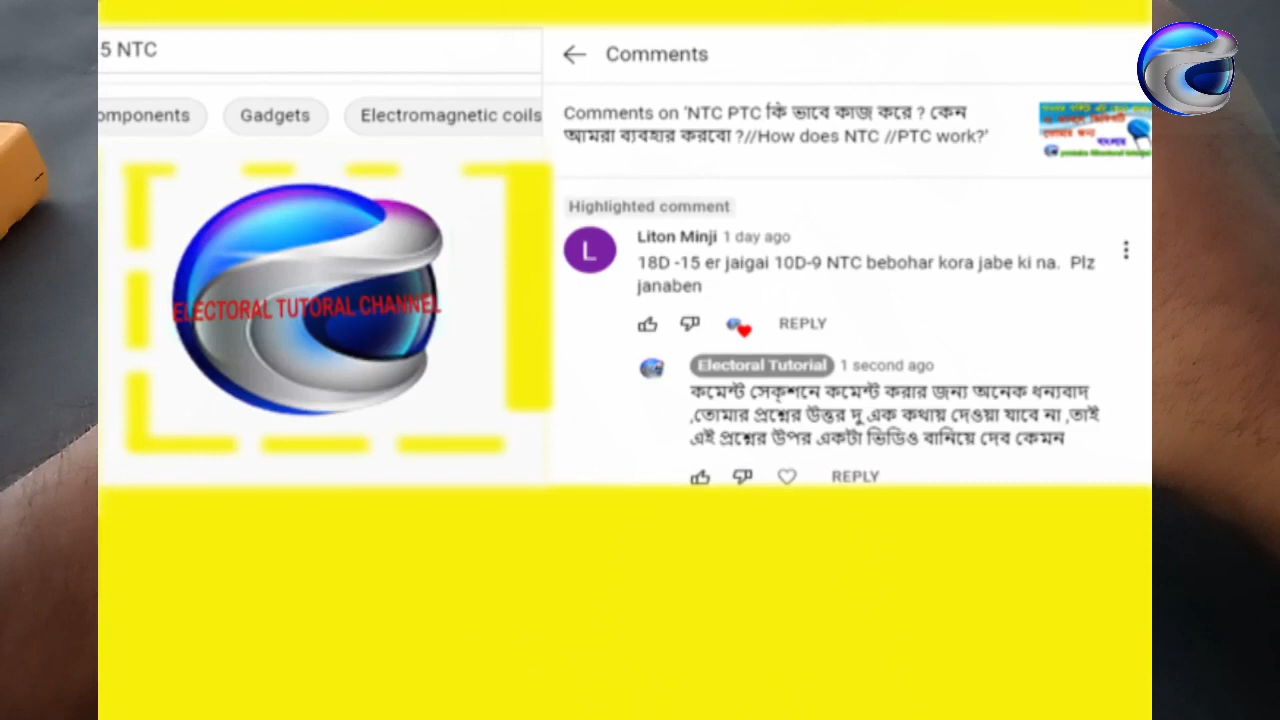 5 NTC
omponents
Gadgets
Electromagnetic coils
ELECTORAL TUTORAL CHANNEL
Comments
Comments on 'NTC PTC কি ভাবে কাজ করে ? কেন
আমরা ব্যবহার করবো ?//How does NTC //PTC work?'
Highlighted comment
L
Liton Minji 1 day ago
18D -15 er jaigai 10D-9 NTC bebohar kora jabe ki na. Plz
janaben
REPLY
Electoral Tutorial 1 second ago
কমেন্ট সেক্শনে কমেন্ট করার জন্য অনেক ধন্যবাদ
,তোমার প্রশ্নের উত্তর দু এক কথায় দেওয়া যাবে না ,তাই
এই প্রশ্নের উপর একটা ভিডিও বানিয়ে দেব কেমন
REPLY